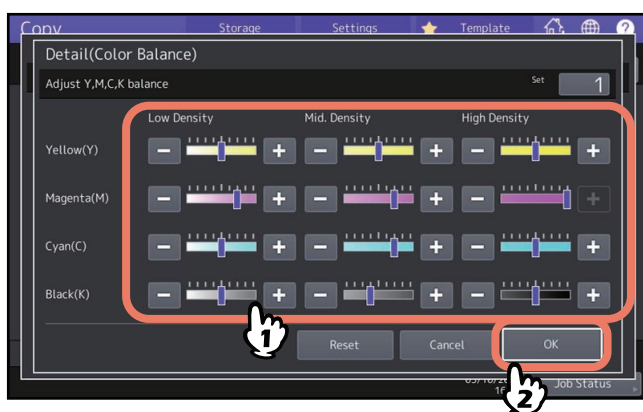 Copy Storage Settings Template ?
Detail(Color Balance)
Adjust Y,M,C,K balance Set 1
Low Density Mid. Density High Density
Yellow(Y)
Magenta(M)
Cyan(C)
Black(K)
1
Reset Cancel OK
2
Job Status